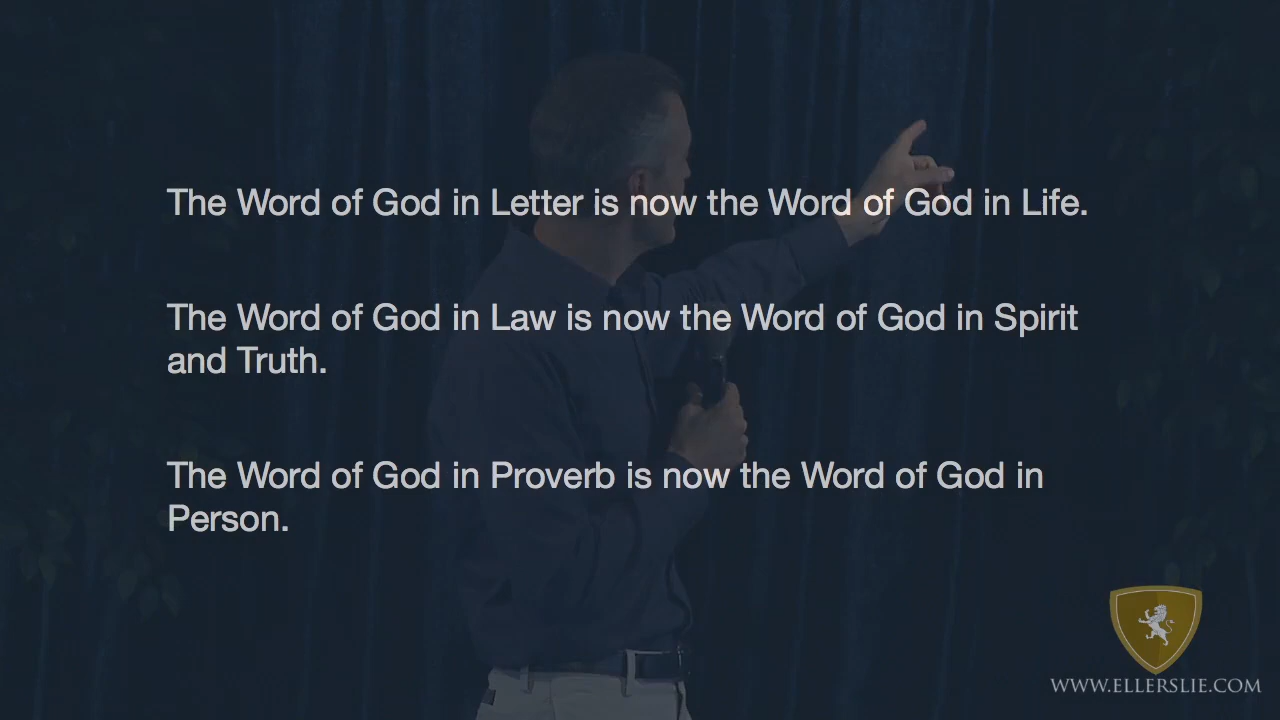 The Word of God in Letter is now the Word of God in Life.
The Word of God in Law is now the Word of God in Spirit
and Truth.
The Word of God in Proverb is now the Word of God in
Person.
WWW.ELLERSLIE.COM